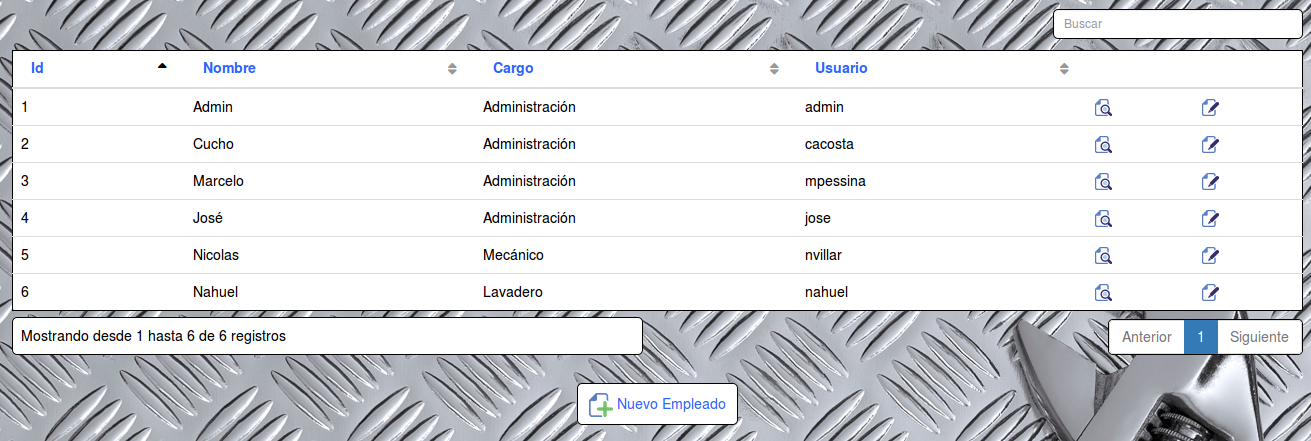 Buscar
Id Nombre Cargo Usuario
1 Admin Administración admin
2 Cucho Administración cacosta
3 Marcelo Administración mpessina
4 José Administración jose
5 Nicolas Mecánico nvillar
6 Nahuel Lavadero nahuel
Mostrando desde 1 hasta 6 de 6 registros
Anterior 1 Siguiente
Nuevo Empleado